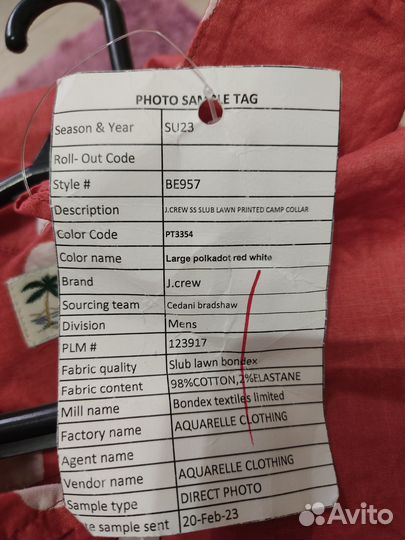 PHOTO SAMPLE TAG
Season & Year SU23
Roll- Out Code
Style # BE957
Description J.CREW SS SLUB LAWN PRINTED CAMP COLLAR
Color Code PT3354
Color name Large polkadot red white
Brand J.crew
Sourcing team Cedani bradshaw
Division Mens
PLM # 123917
Fabric quality Slub lawn bondex
Fabric content 98%COTTON,2%ELASTANE
Mill name Bondex textiles limited
Factory name AQUARELLE CLOTHING
Agent name
Vendor name AQUARELLE CLOTHING
Sample type DIRECT PHOTO
te sample sent 20-Feb-23
Avito